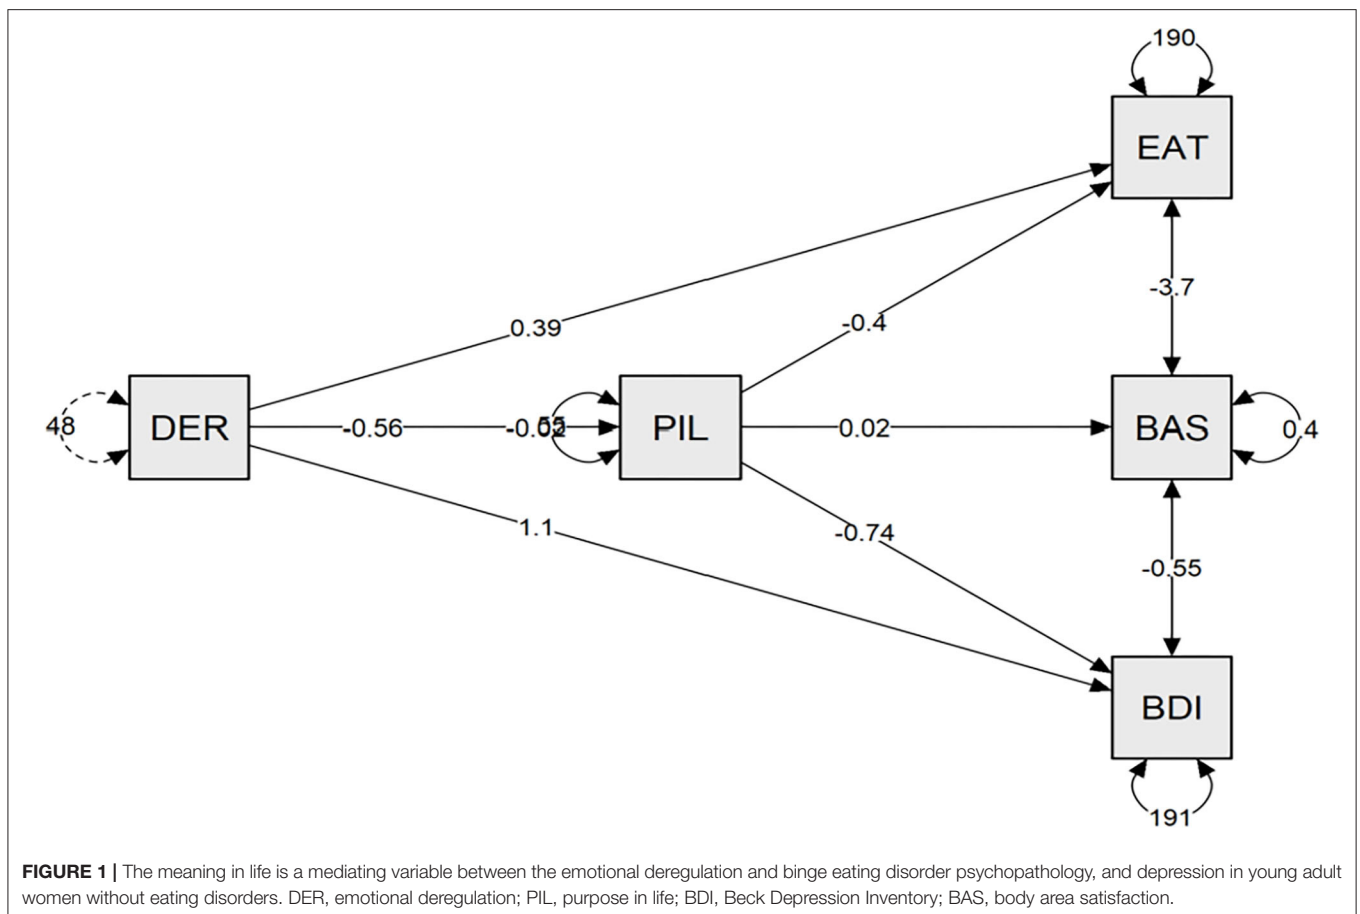 190
EAT
-3.7
0.39
-0.4
48
DER
-0.56
PIL
0.02
BAS
0.4
1.1
-0.74
-0.55
BDI
191
FIGURE 1 | The meaning in life is a mediating variable between the emotional deregulation and binge eating disorder psychopathology, and depression in young adult
women without eating disorders. DER, emotional deregulation; PIL, purpose in life; BDI, Beck Depression Inventory; BAS, body area satisfaction.